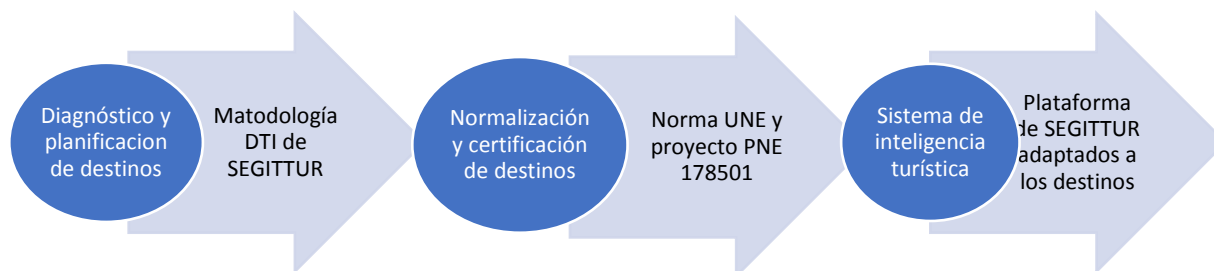 Diagnóstico y
planificacion
de destinos
Matodología
DTI de
SEGITTUR
Normalización
y certificación
de destinos
Norma UNE y
proyecto PNE
178501
Sistema de
inteligencia
turística
Plataforma
de SEGITTUR
adaptados a
los destinos